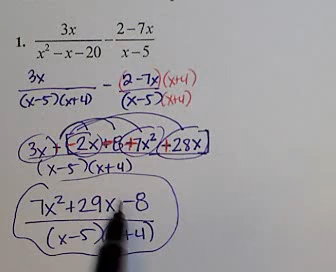 1. 3x/(x²-x-20) - (2-7x)/(x-5)
3x/((x-5)(x+4)) - (2-7x)(x+4)/((x-5)(x+4))
3x+[-2x+-8+7x²+28x]
(x-5)(x+4)
7x²+29x-8
(x-5)( +4)